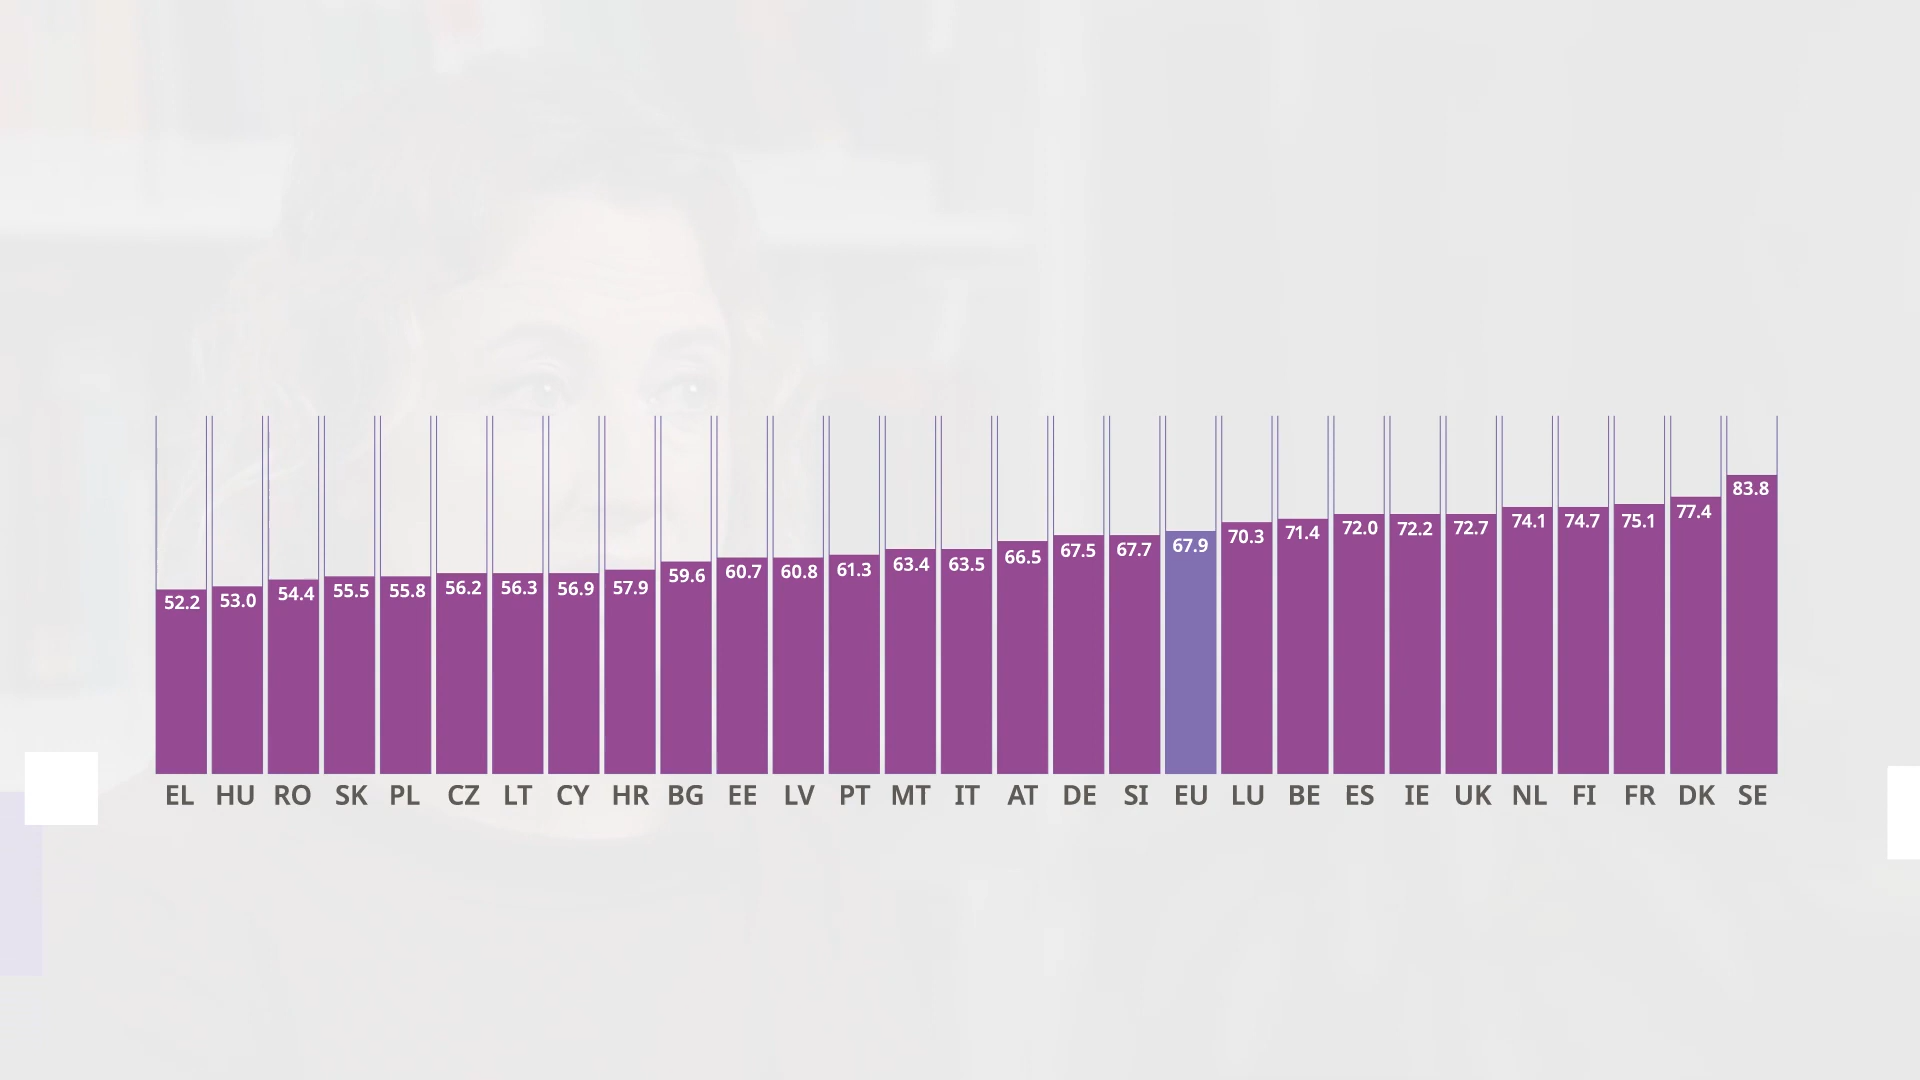 52.2 53.0 54.4 55.5 55.8 56.2 56.3 56.9 57.9 59.6 60.7 60.8 61.3 63.4 63.5 66.5 67.5 67.7 67.9 70.3 71.4 72.0 72.2 72.7 74.1 74.7 75.1 77.4 83.8
EL HU RO SK PL CZ LT CY HR BG EE LV PT MT IT AT DE SI EU LU BE ES IE UK NL FI FR DK SE